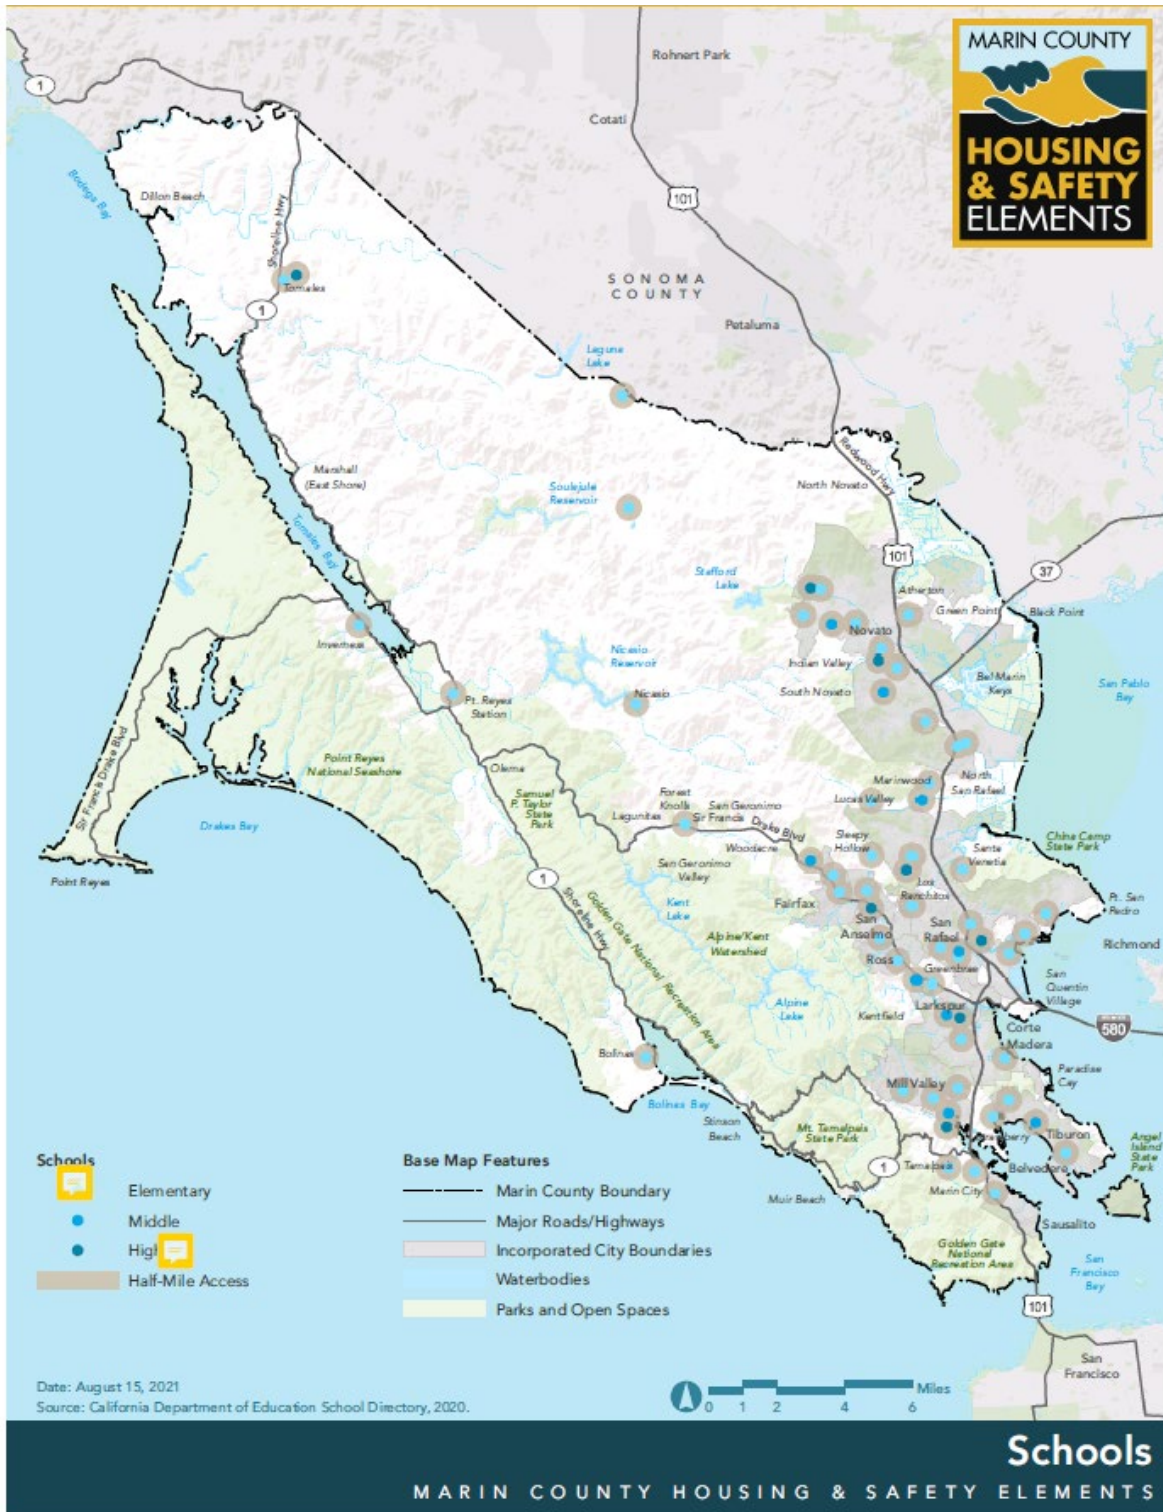 MARIN COUNTY
HOUSING
& SAFETY
ELEMENTS
Rohnert Park
1
Cotati
Bodega Bay
Dillon Beach
101
Shoreline Hwy
SONOMA
COUNTY
Tomales
1
Petaluma
Laguna
Lake
Redwood Hwy
Marshall
(East Shore)
Soulejule
Reservoir
North Novato
Tomales Bay
101
Stafford
Lake
37
Atherton
Green Point
Black Point
Inverness
Novato
Nicasio
Reservoir
Indian Valley
Bel Marin
Keys
San Pablo
Bay
Nicasio
South Novato
Pt. Reyes
Station
Sir Francis Drake Blvd
Point Reyes
National Seashore
Olema
Marinwood
North
San Rafael
Samuel
P. Taylor
State
Park
Forest
Knolls
San Geronimo
Lucas Valley
Lagunitas
Sir Francis
Drake Blvd
Drakes Bay
Sleepy
Hollow
China Camp
State Park
Woodacre
Santa
Venetia
San Geronimo
Valley
Point Reyes
1
Los
Ranchitos
Kent
Lake
Fairfax
Pt. San
Pedro
Shoreline Hwy
Golden Gate National Recreation Area
San
Anselmo
San
Rafael
Alpine/Kent
Watershed
Richmond
Ross
Greenbrae
San
Quentin
Village
Alpine
Lake
Kentfield
Larkspur
580
Corte
Madera
Bolinas
Paradise
Cay
Mill Valley
Bolinas Bay
Stinson
Beach
Mt. Tamalpais
State Park
Tiburon
Angel
Island
State
Park
1
Tamalpais
Belvedere
Marin City
Muir Beach
Sausalito
Golden Gate
National
Recreation Area
San
Francisco
Bay
101
San
Francisco
Schools
Elementary
Middle
Half-Mile Access
Base Map Features
Marin County Boundary
Major Roads/Highways
Incorporated City Boundaries
Waterbodies
Parks and Open Spaces
Date: August 15, 2021
Source: California Department of Education School Directory, 2020.
0 1 2 4 6 Miles
Schools
MARIN COUNTY HOUSING & SAFETY ELEMENTS